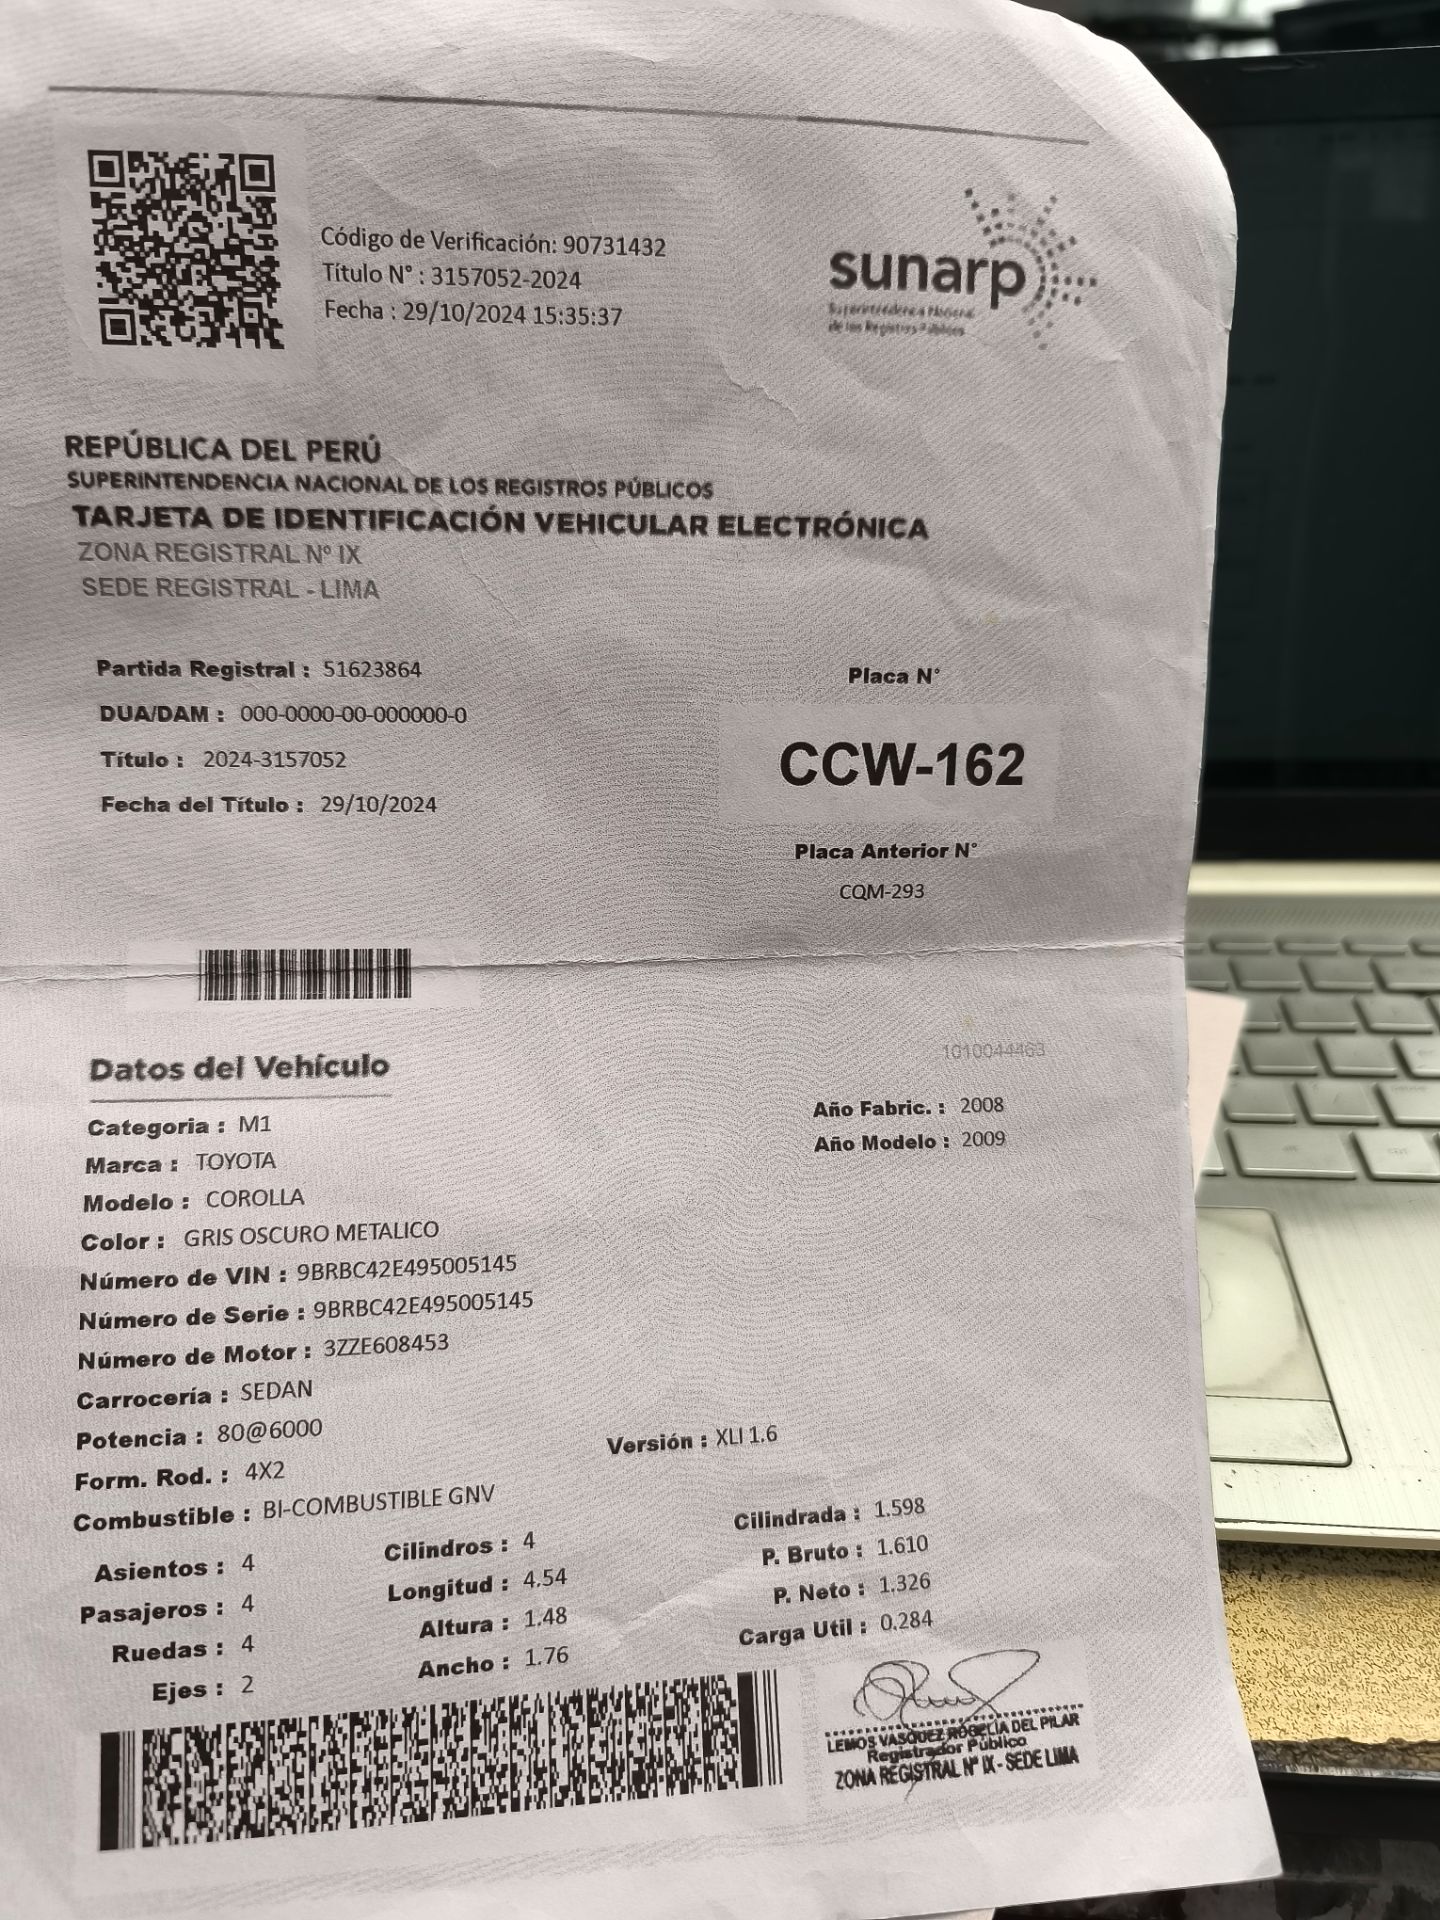 Código de Verificación: 90731432
Título N° : 3157052-2024
Fecha : 29/10/2024 15:35:37
sunarp
Superintendencia Nacional
de los Registros Públicos
REPÚBLICA DEL PERÚ
SUPERINTENDENCIA NACIONAL DE LOS REGISTROS PÚBLICOS
TARJETA DE IDENTIFICACIÓN VEHICULAR ELECTRÓNICA
ZONA REGISTRAL Nº IX
SEDE REGISTRAL - LIMA
Partida Registral : 51623864
DUA/DAM : 000-0000-00-000000-0
Título : 2024-3157052
Fecha del Título : 29/10/2024
Placa N°
CCW-162
Placa Anterior N°
CQM-293
Datos del Vehículo
1010044463
Categoria : M1
Año Fabric. : 2008
Marca : TOYOTA
Año Modelo : 2009
Modelo : COROLLA
Color : GRIS OSCURO METALICO
Número de VIN : 9BRBC42E495005145
Número de Serie : 9BRBC42E495005145
Número de Motor : 3ZZE608453
Carrocería : SEDAN
Potencia : 80@6000
Versión : XLI 1.6
Form. Rod. : 4X2
Combustible : BI-COMBUSTIBLE GNV
Asientos : 4 Cilindros : 4 Cilindrada : 1.598
Pasajeros : 4 Longitud : 4.54 P. Bruto : 1.610
Ruedas : 4 Altura : 1.48 P. Neto : 1.326
Ejes : 2 Ancho : 1.76 Carga Util : 0.284
LEMOS VASQUEZ ROGELIA DEL PILAR
Registrador Público
ZONA REGISTRAL N° IX - SEDE LIMA